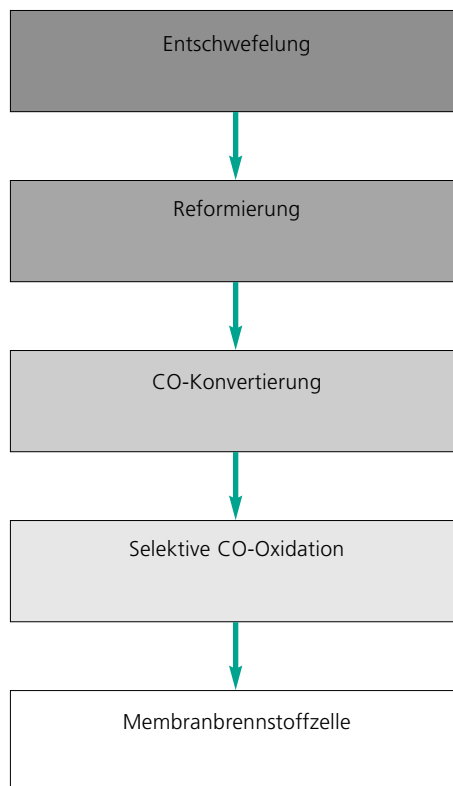 Entschwefelung
Reformierung
CO-Konvertierung
Selektive CO-Oxidation
Membranbrennstoffzelle